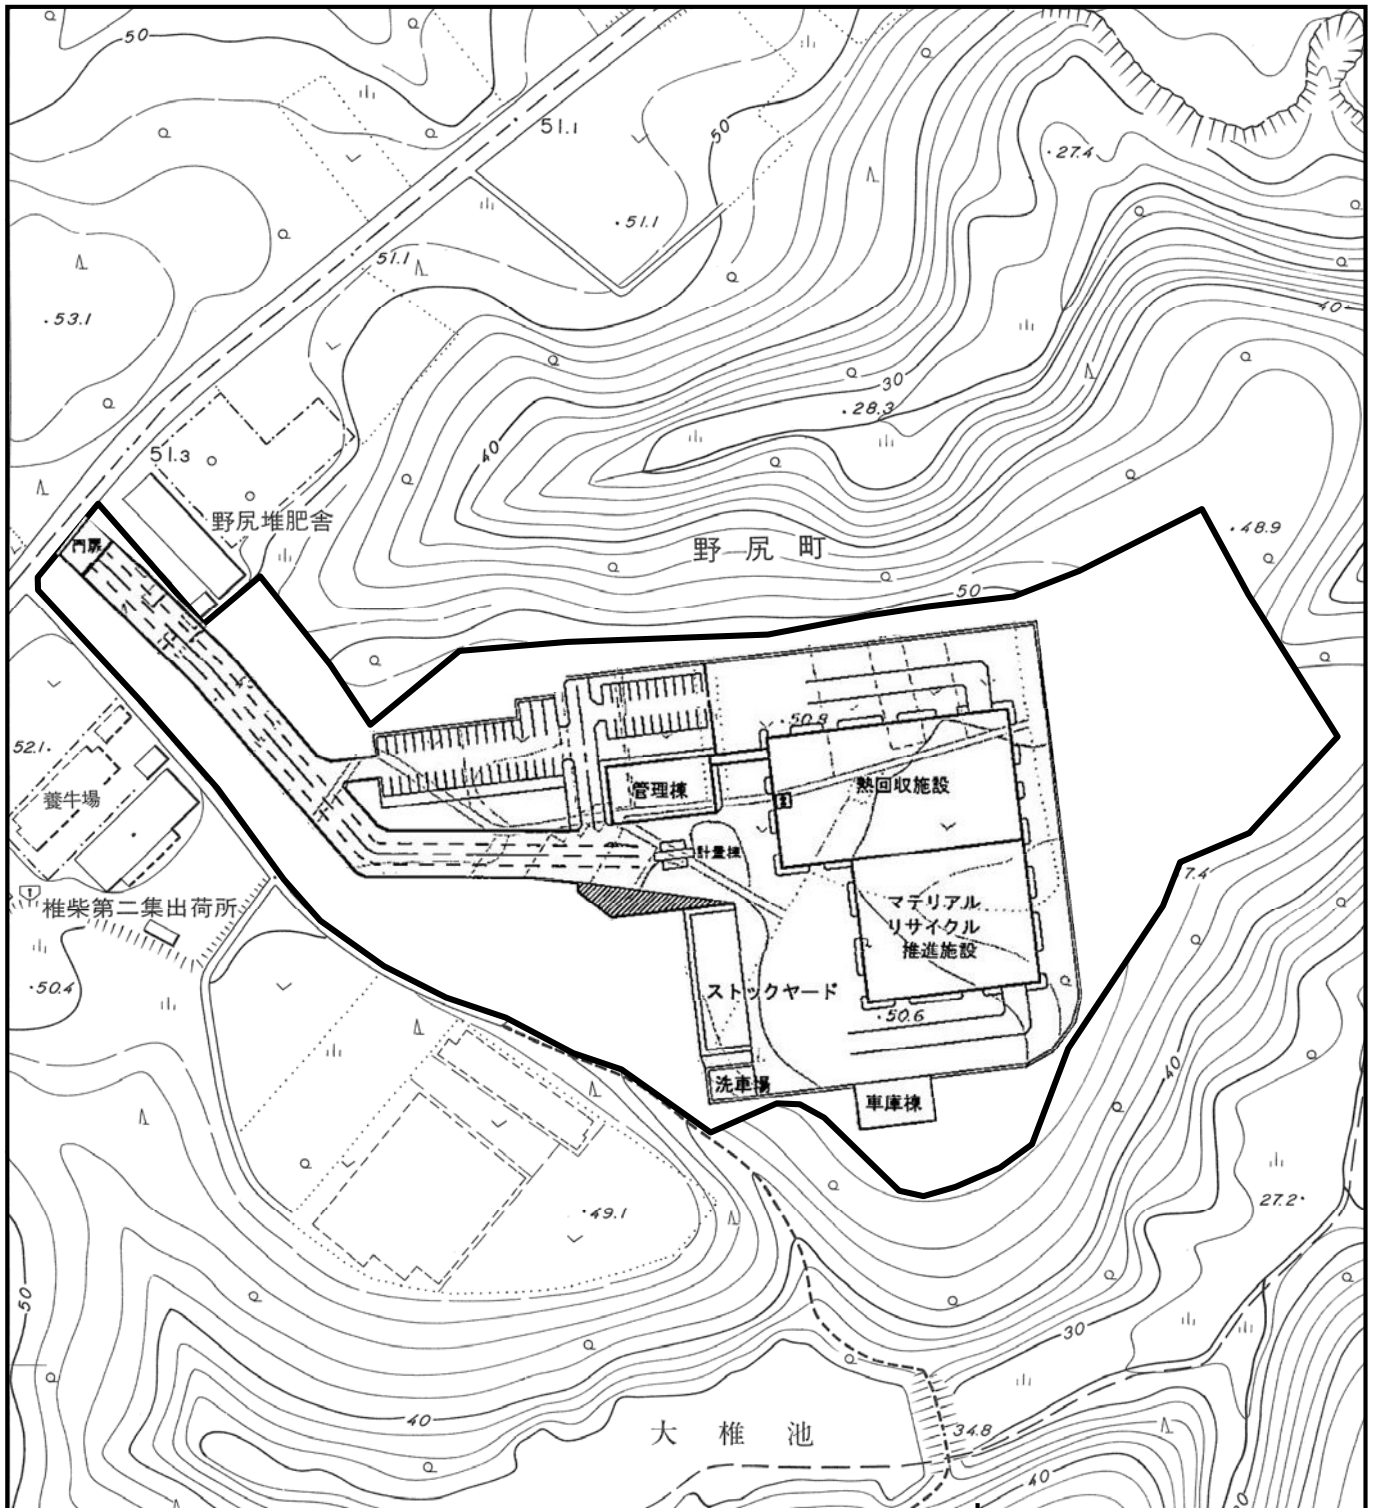 50
51.1
50
27.4
51.1
51.1
53.1
40
30
28.3
40
51.3
野尻堆肥舎
48.9
門扉
野尻町
50
50.9
52.1
管理棟
熱回収施設
養牛場
計量棟
7.4
椎柴第二集出荷所
マテリアル
リサイクル
推進施設
50.4
ストックヤード
50.6
洗車場
車庫棟
40
49.1
27.2
50
30
40
大椎池
34.8
40